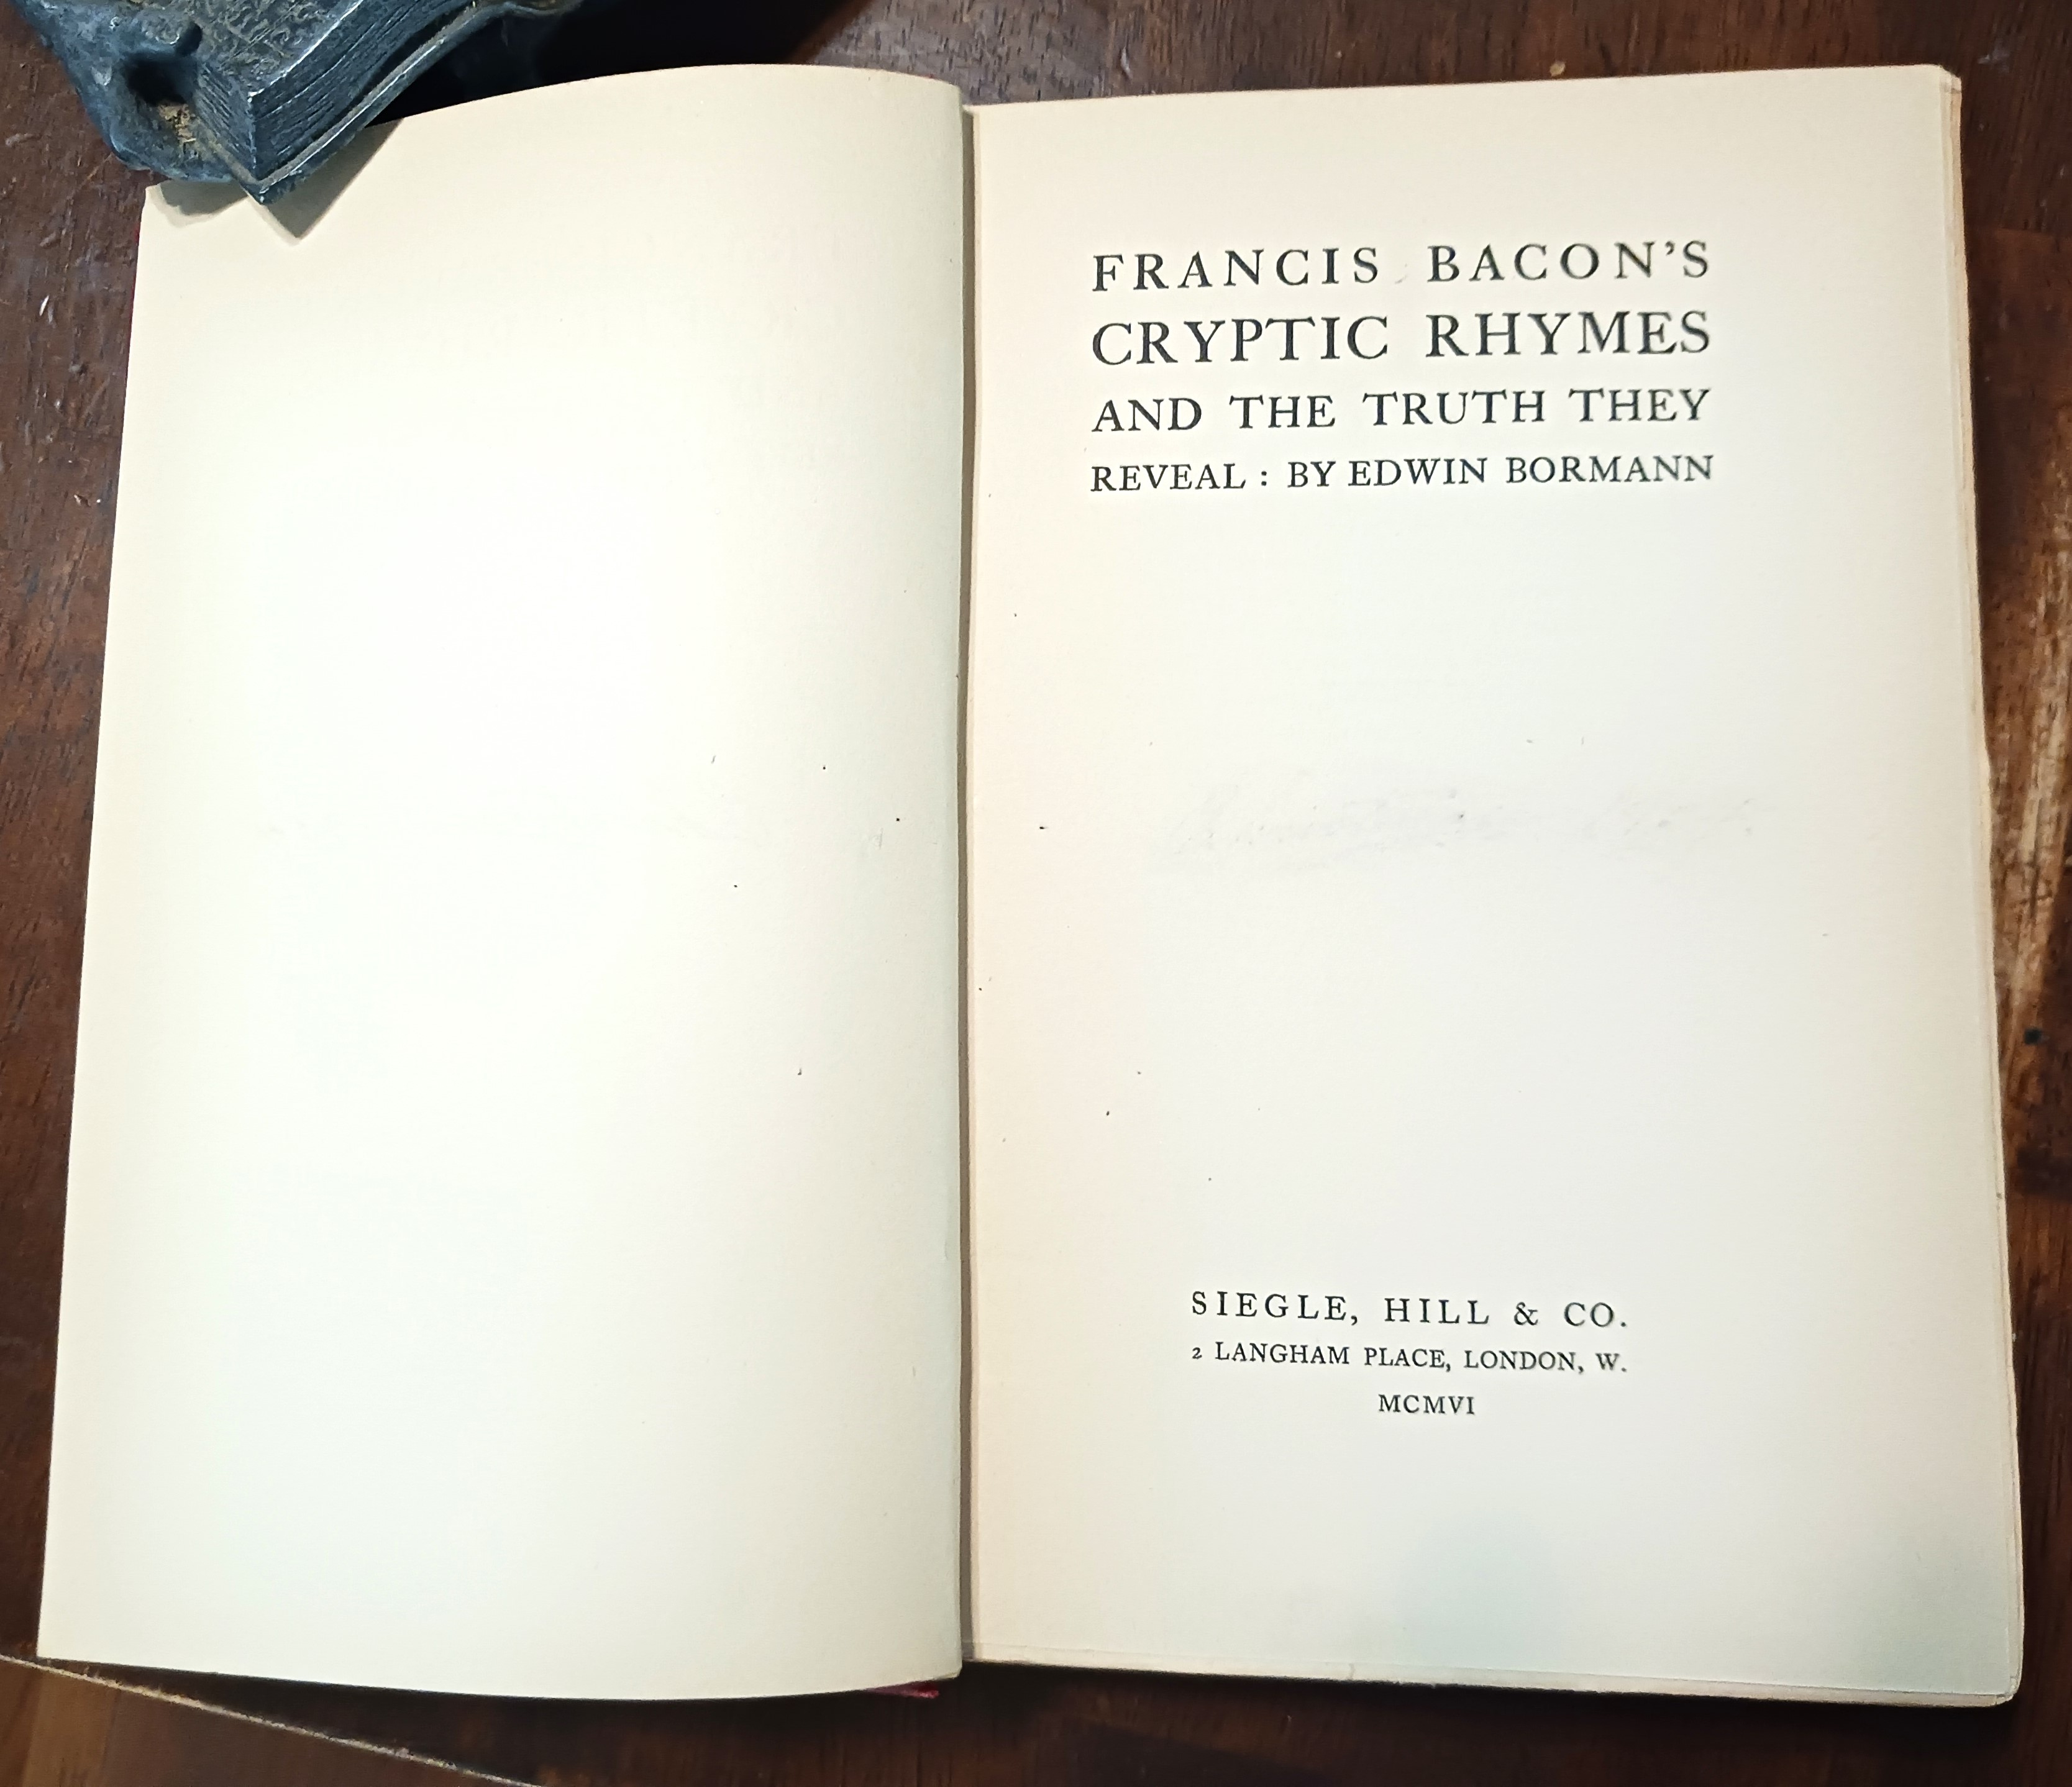 FRANCIS BACON'S
CRYPTIC RHYMES
AND THE TRUTH THEY
REVEAL : BY EDWIN BORMANN
SIEGLE, HILL & CO.
2 LANGHAM PLACE, LONDON, W.
MCMVI